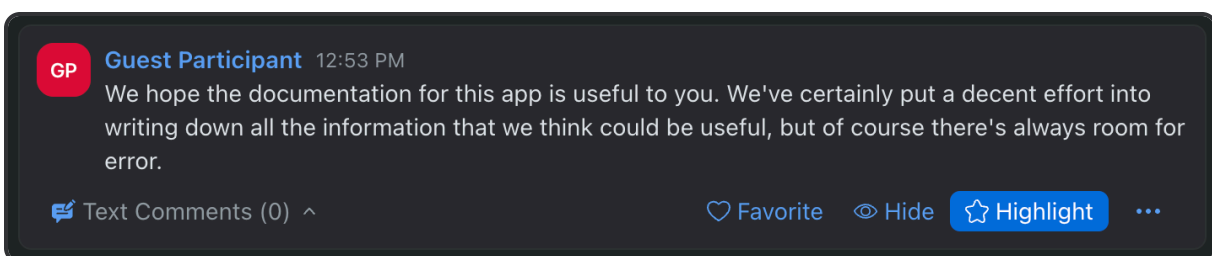 GP
Guest Participant 12:53 PM
We hope the documentation for this app is useful to you. We've certainly put a decent effort into
writing down all the information that we think could be useful, but of course there's always room for
error.
Text Comments (0)
Favorite Hide Highlight